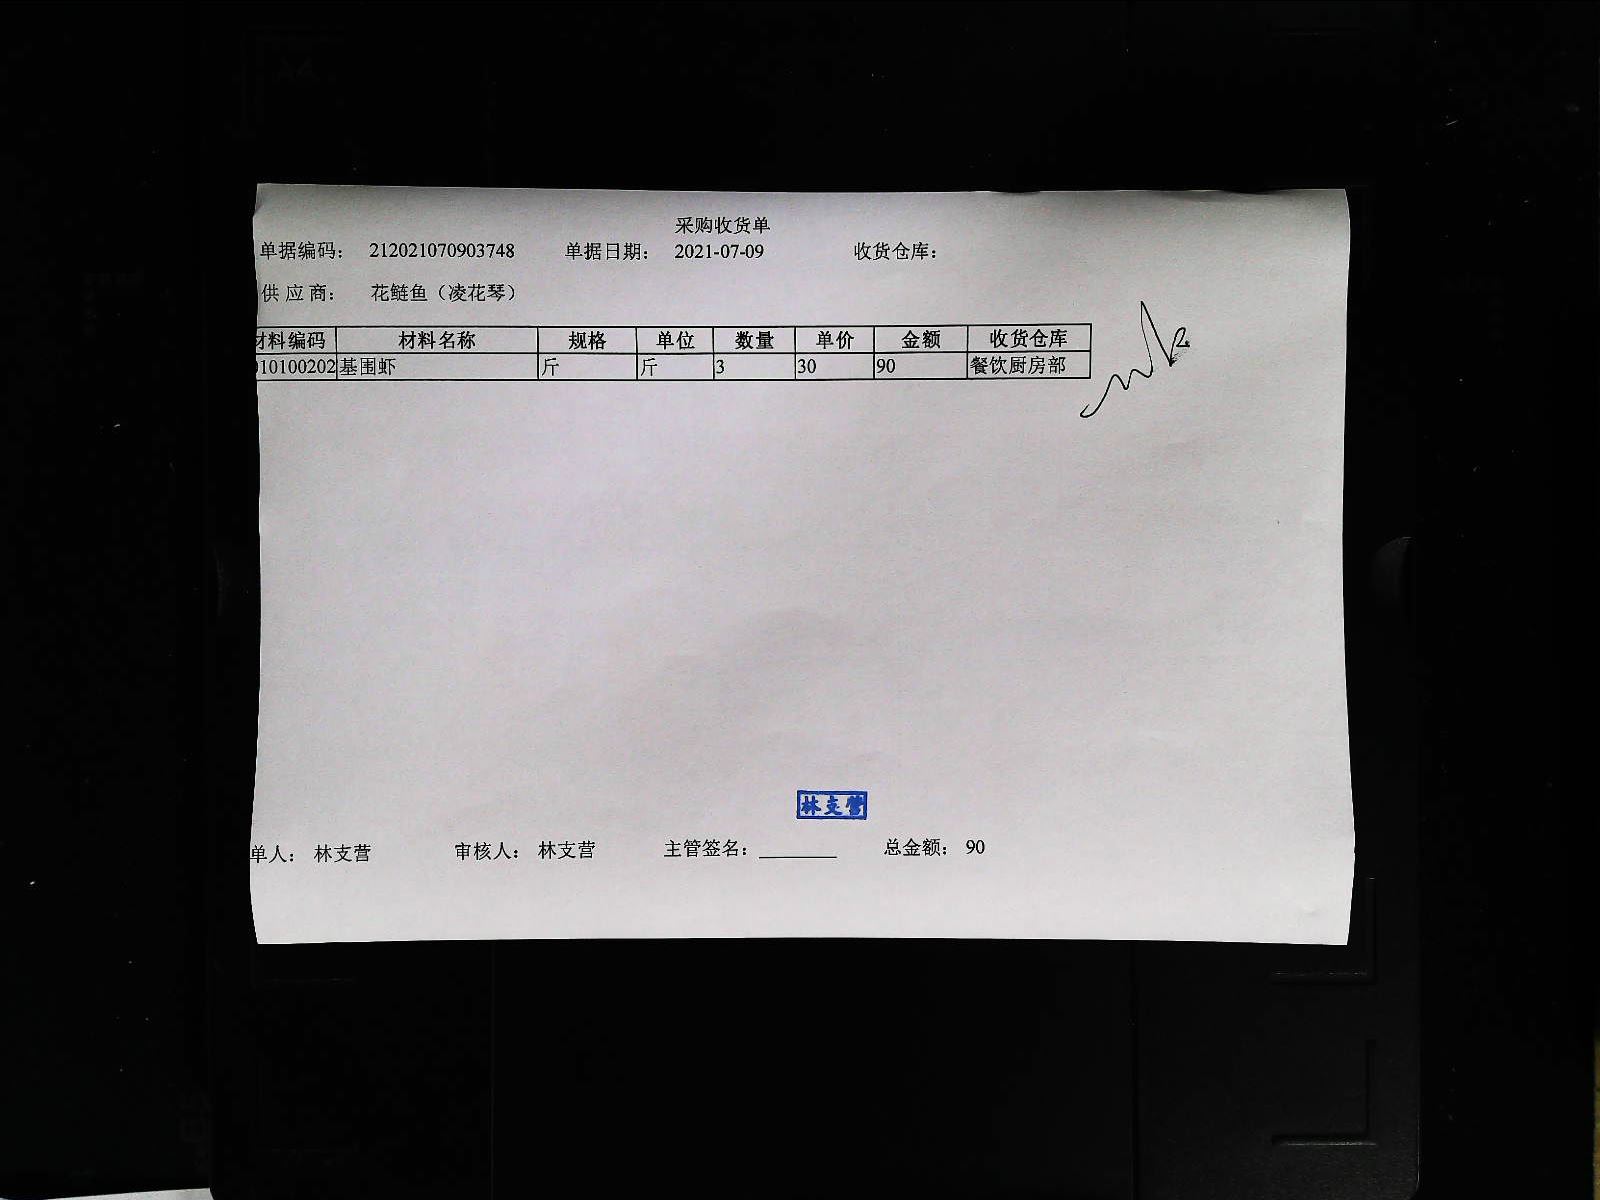 采购收货单
单据编码： 212021070903748 单据日期： 2021-07-09 收货仓库：
供 应 商： 花鲢鱼（凌花琴）
材料编码 材料名称 规格 单位 数量 单价 金额 收货仓库
10100202 基围虾 斤 斤 3 30 90 餐饮厨房部
林支营
单人： 林支营 审核人： 林支营 主管签名： 总金额： 90